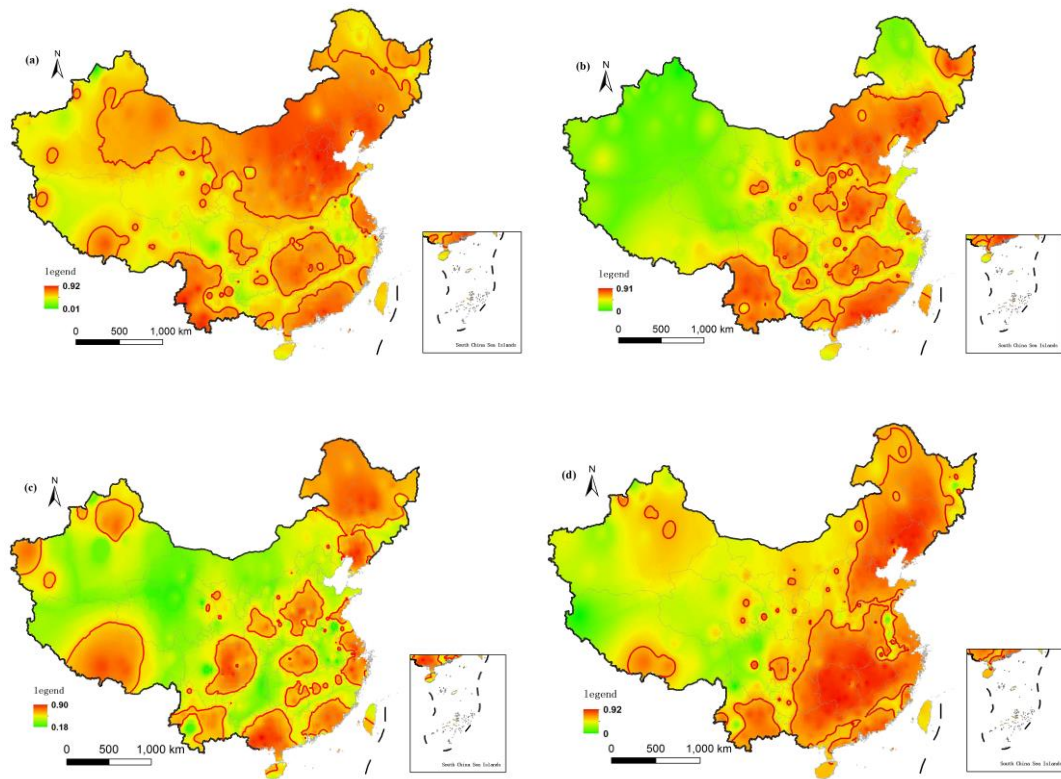 (a)
N
legend
0.92
0.01
0 500 1,000 km
South China Sea Islands
(b)
N
legend
0.91
0
0 500 1,000 km
South China Sea Islands
(c)
N
legend
0.90
0.18
0 500 1,000 km
South China Sea Islands
(d)
N
legend
0.92
0
0 500 1,000 km
South China Sea Islands